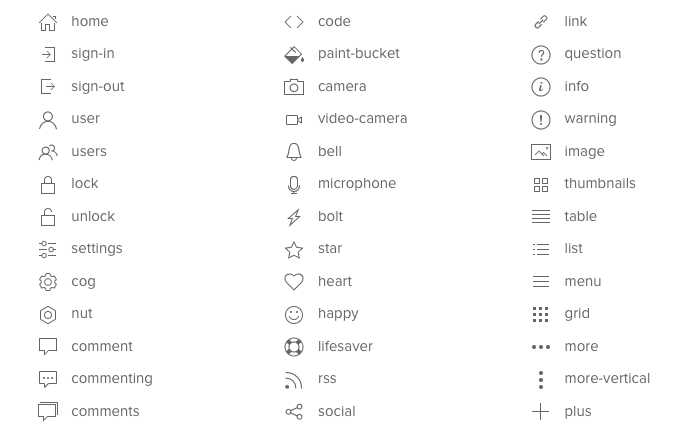 home
sign-in
sign-out
user
users
lock
unlock
settings
cog
nut
comment
commenting
comments
code
paint-bucket
camera
video-camera
bell
microphone
bolt
star
heart
happy
lifesaver
rss
social
link
question
info
warning
image
thumbnails
table
list
menu
grid
more
more-vertical
plus